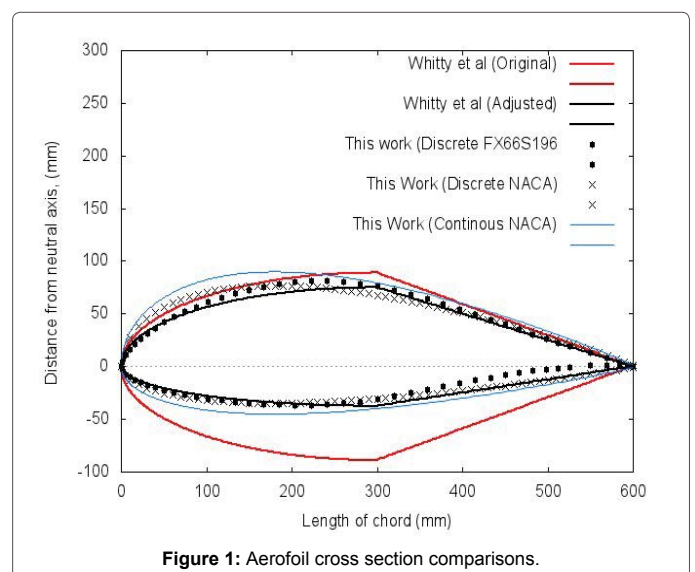 300
250
200
150
100
50
0
-50
-100
Distance from neutral axis, (mm)
Whitty et al (Original)
Whitty et al (Adjusted)
This work (Discrete FX66S196
This Work (Discrete NACA)
This Work (Continous NACA)
0 100 200 300 400 500 600
Length of chord (mm)
Figure 1: Aerofoil cross section comparisons.